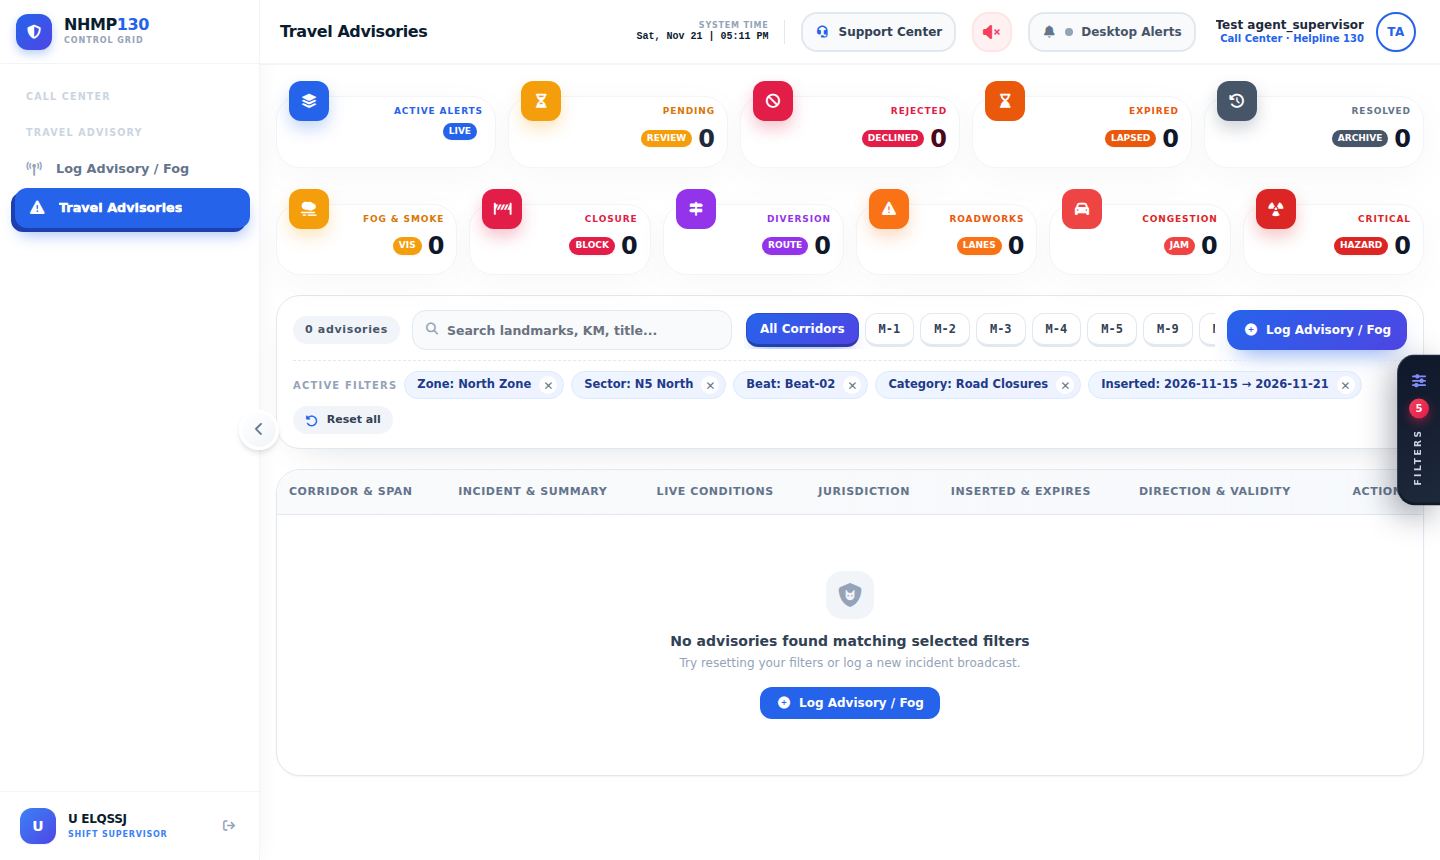 NHMP130
CONTROL GRID
CALL CENTER
TRAVEL ADVISORY
Log Advisory / Fog
Travel Advisories
U
U ELQSSJ
SHIFT SUPERVISOR
Travel Advisories
SYSTEM TIME
Sat, Nov 21 | 05:11 PM
Support Center
Desktop Alerts
Test agent_supervisor
Call Center · Helpline 130
TA
ACTIVE ALERTS
LIVE
PENDING
REVIEW 0
REJECTED
DECLINED 0
EXPIRED
LAPSED 0
RESOLVED
ARCHIVE 0
FOG & SMOKE
VIS 0
CLOSURE
BLOCK 0
DIVERSION
ROUTE 0
ROADWORKS
LANES 0
CONGESTION
JAM 0
CRITICAL
HAZARD 0
0 advisories
Search landmarks, KM, title...
All Corridors M-1 M-2 M-3 M-4 M-5 M-9
Log Advisory / Fog
ACTIVE FILTERS Zone: North Zone ✕ Sector: N5 North ✕ Beat: Beat-02 ✕ Category: Road Closures ✕ Inserted: 2026-11-15 → 2026-11-21 ✕
Reset all
5
FILTERS
CORRIDOR & SPAN INCIDENT & SUMMARY LIVE CONDITIONS JURISDICTION INSERTED & EXPIRES DIRECTION & VALIDITY ACTION
No advisories found matching selected filters
Try resetting your filters or log a new incident broadcast.
Log Advisory / Fog